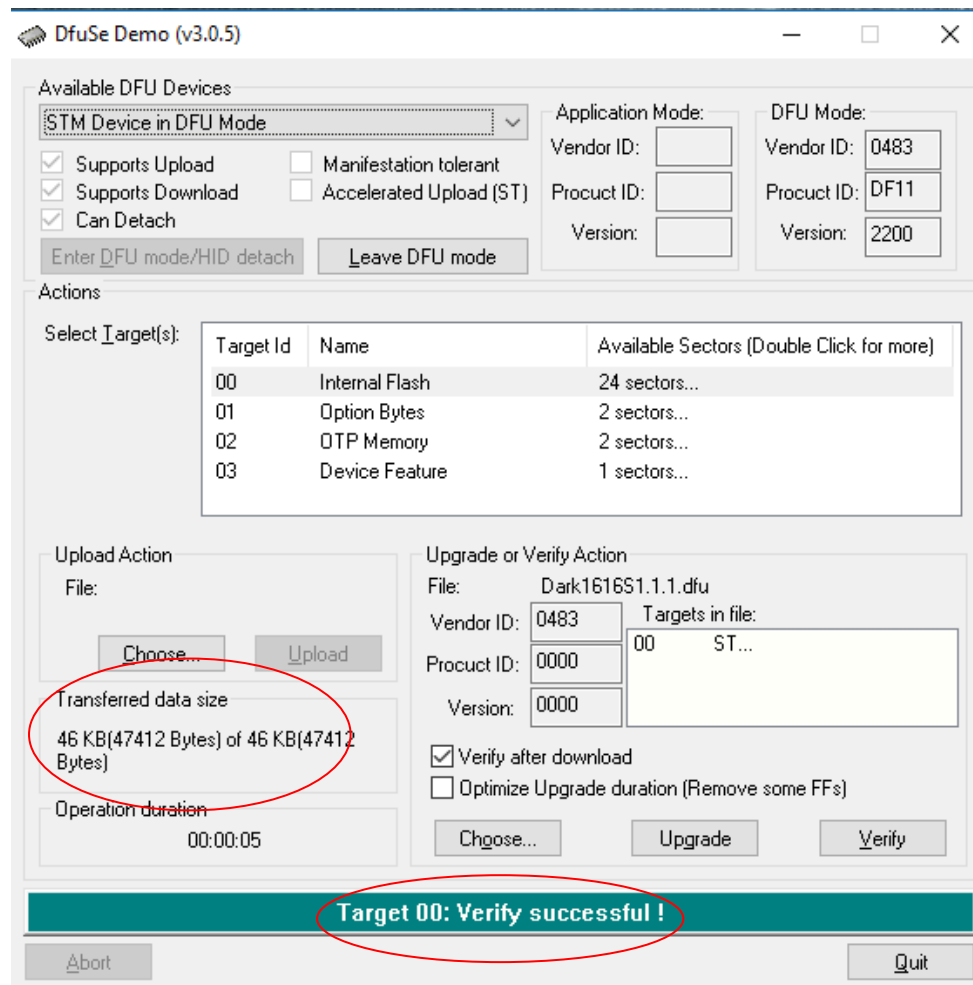 DfuSe Demo (v3.0.5)
Available DFU Devices
STM Device in DFU Mode
Supports Upload
Manifestation tolerant
Supports Download
Accelerated Upload (ST)
Can Detach
Enter DFU mode/HID detach
Leave DFU mode
Application Mode:
Vendor ID:
Procuct ID:
Version:
DFU Mode:
Vendor ID: 0483
Procuct ID: DF11
Version: 2200
Actions
Select Target(s):
Target Id Name Available Sectors (Double Click for more)
00 Internal Flash 24 sectors...
01 Option Bytes 2 sectors...
02 OTP Memory 2 sectors...
03 Device Feature 1 sectors...
Upload Action
File:
Choose...
Upload
Transferred data size
46 KB(47412 Bytes) of 46 KB(47412
Bytes)
Operation duration
00:00:05
Upgrade or Verify Action
File: Dark1616S1.1.1.dfu
Vendor ID: 0483
Procuct ID: 0000
Version: 0000
Targets in file:
00 ST...
Verify after download
Optimize Upgrade duration (Remove some FFs)
Choose...
Upgrade
Verify
Target 00: Verify successful !
Abort
Quit